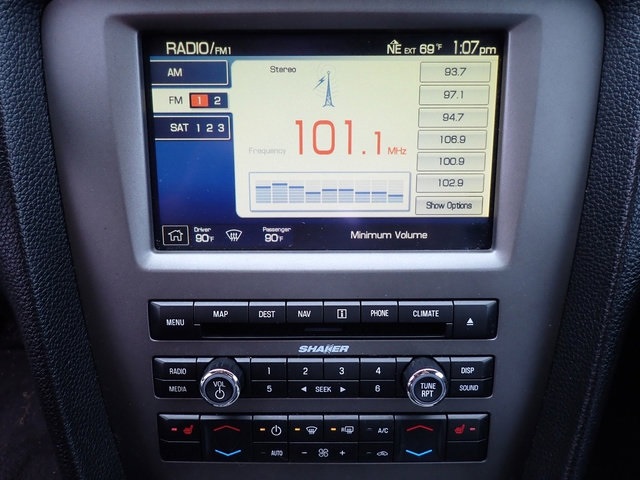 RADIO/FM1 NE EXT 69°F 1:07pm
AM
FM 1 2
SAT 1 2 3
Stereo
Frequency 101.1 MHz
93.7
97.1
94.7
106.9
100.9
102.9
Show Options
Driver
90°F
Passenger
90°F
Minimum Volume
MENU MAP DEST NAV i PHONE CLIMATE
SHAKER
RADIO 1 2 3 4 DISP
MEDIA 5 SEEK 6 SOUND
VOL
TUNE
RPT
R A/C
AUTO - +